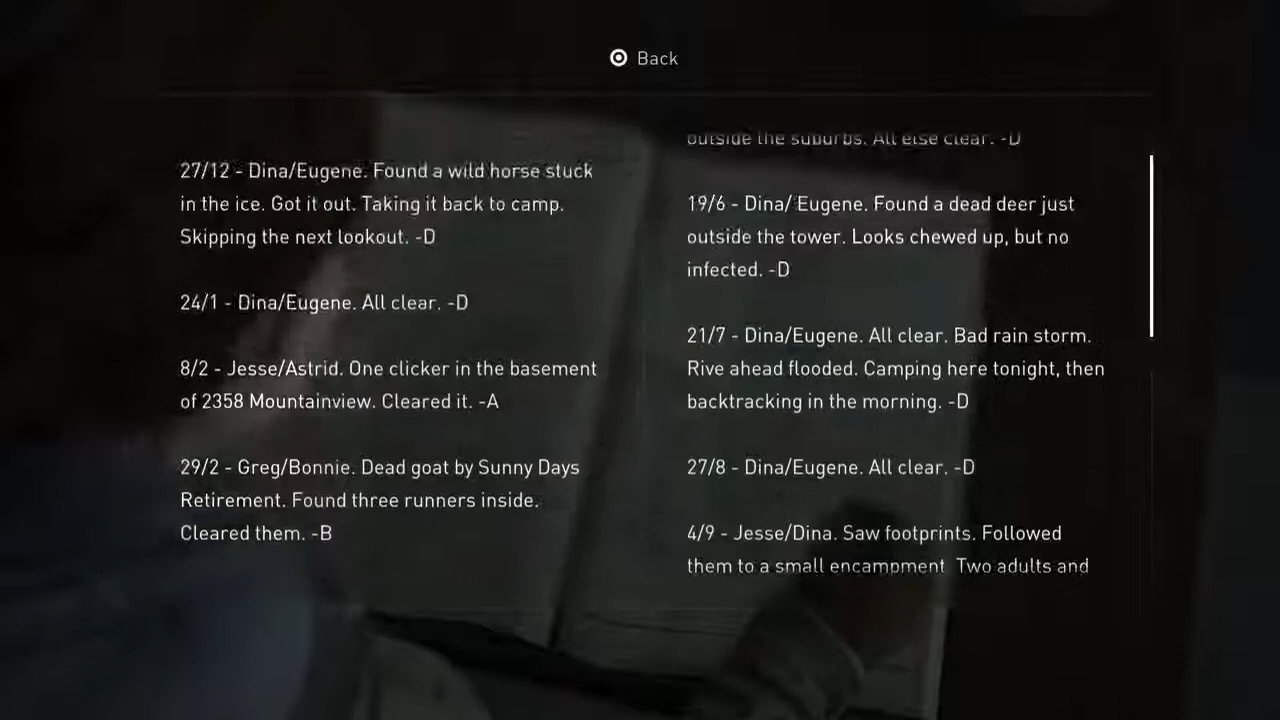 Back
27/12 - Dina/Eugene. Found a wild horse stuck
in the ice. Got it out. Taking it back to camp.
Skipping the next lookout. -D
24/1 - Dina/Eugene. All clear. -D
8/2 - Jesse/Astrid. One clicker in the basement
of 2358 Mountainview. Cleared it. -A
29/2 - Greg/Bonnie. Dead goat by Sunny Days
Retirement. Found three runners inside.
Cleared them. -B
outside the suburbs. All else clear. -D
19/6 - Dina/ Eugene. Found a dead deer just
outside the tower. Looks chewed up, but no
infected. -D
21/7 - Dina/Eugene. All clear. Bad rain storm.
Rive ahead flooded. Camping here tonight, then
backtracking in the morning. -D
27/8 - Dina/Eugene. All clear. -D
4/9 - Jesse/Dina. Saw footprints. Followed
them to a small encampment  Two adults and